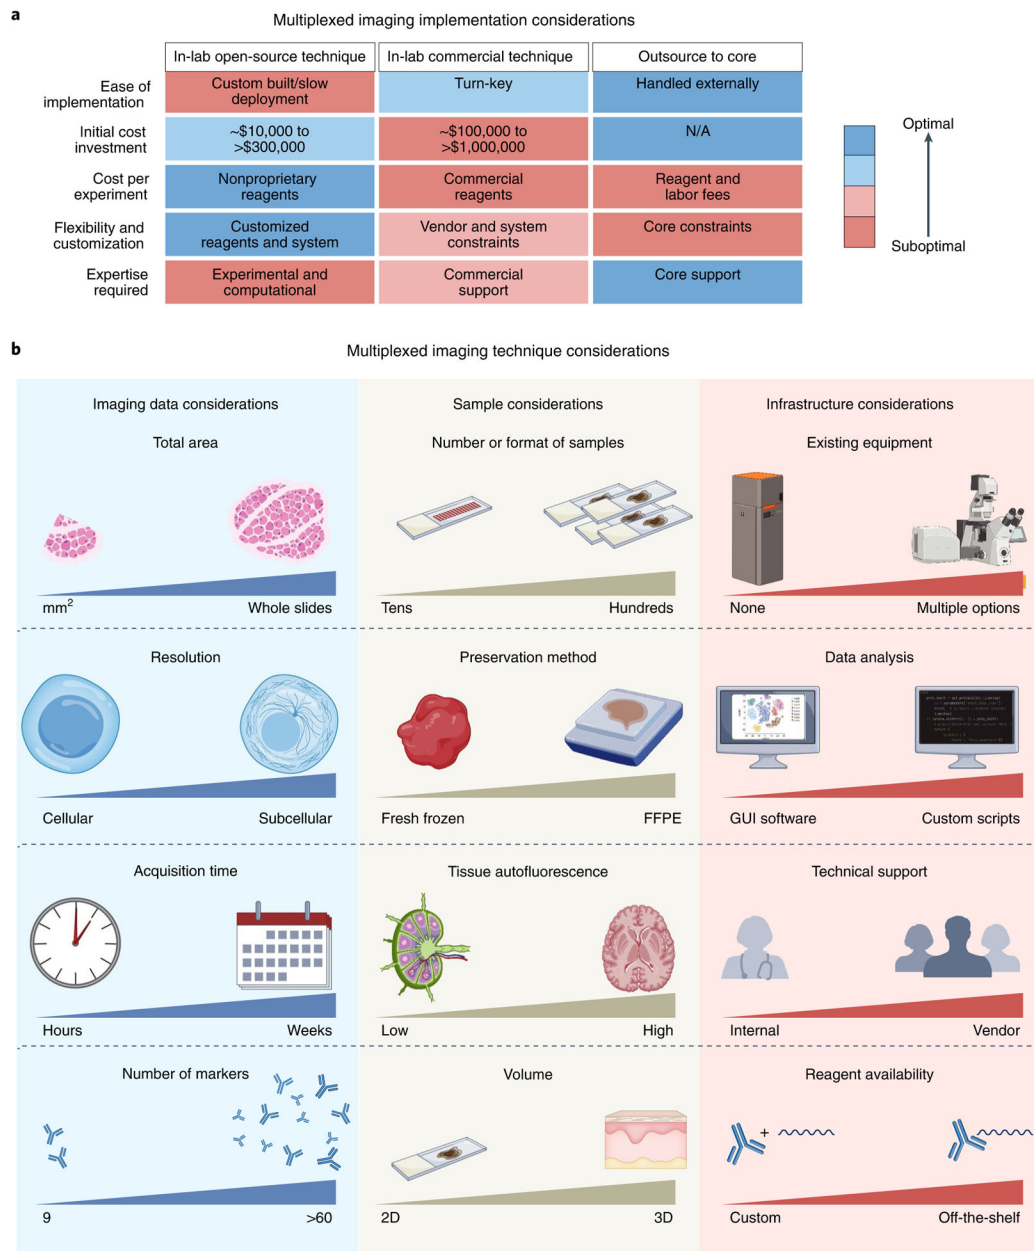 a
Multiplexed imaging implementation considerations
In-lab open-source technique
In-lab commercial technique
Outsource to core
Ease of
implementation
Custom built/slow
deployment
Turn-key
Handled externally
Initial cost
investment
~$10,000 to
>$300,000
~$100,000 to
>$1,000,000
N/A
Cost per
experiment
Nonproprietary
reagents
Commercial
reagents
Reagent and
labor fees
Flexibility and
customization
Customized
reagents and system
Vendor and system
constraints
Core constraints
Expertise
required
Experimental and
computational
Commercial
support
Core support
Optimal
Suboptimal
b
Multiplexed imaging technique considerations
Imaging data considerations
Sample considerations
Infrastructure considerations
Total area
Number or format of samples
Existing equipment
mm²
Whole slides
Tens
Hundreds
None
Multiple options
Resolution
Preservation method
Data analysis
Cellular
Subcellular
Fresh frozen
FFPE
GUI software
Custom scripts
Acquisition time
Tissue autofluorescence
Technical support
Hours
Weeks
Low
High
Internal
Vendor
Number of markers
Volume
Reagent availability
+
9
>60
2D
3D
Custom
Off-the-shelf